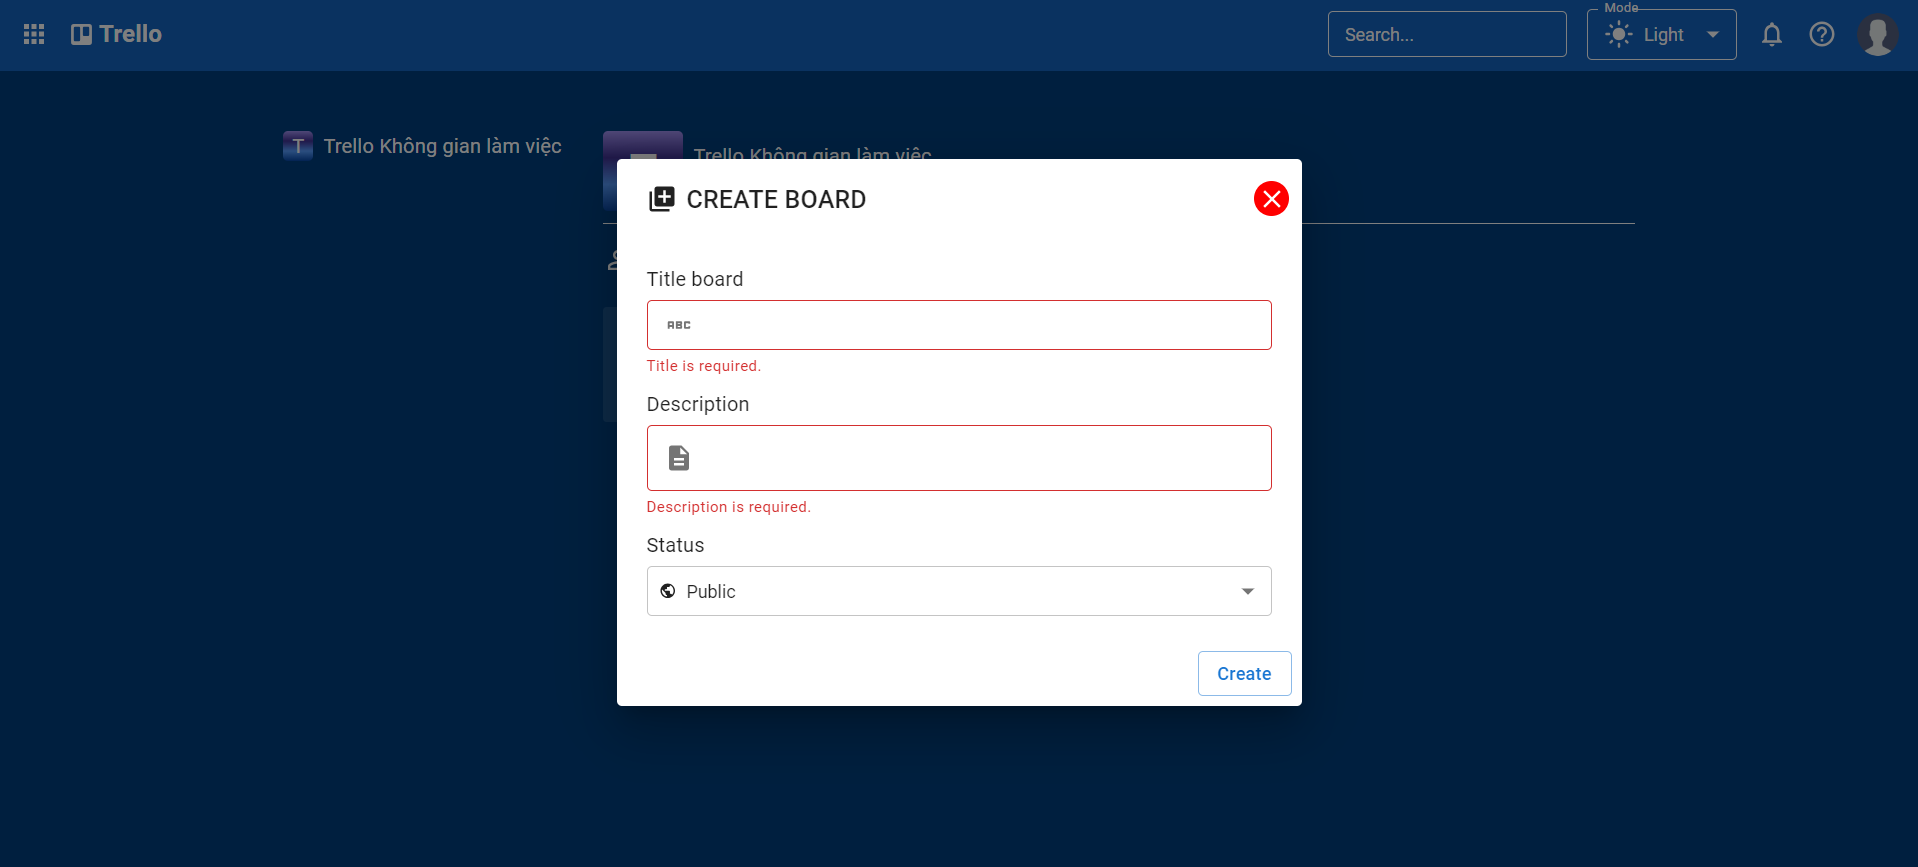 Trello
Search...
Mode
Light
T
Trello Không gian làm việc
Trello Không gian làm việc
CREATE BOARD
Title board
ABC
Title is required.
Description
Description is required.
Status
Public
Create